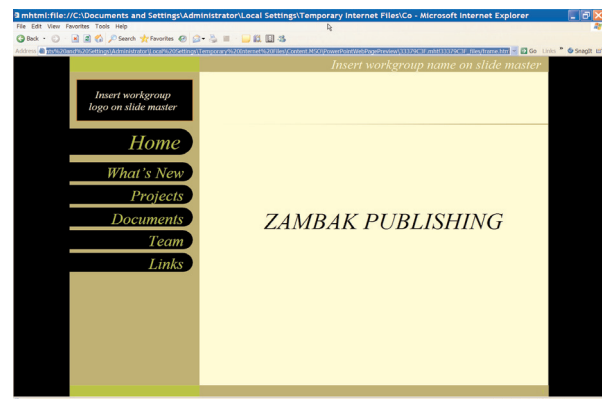 mhtml:file://C:\Documents and Settings\Administrator\Local Settings\Temporary Internet Files\Co - Microsoft Internet Explorer
File Edit View Favorites Tools Help
Back Search Favorites
Address Go Links SnagIt
Insert workgroup name on slide master
Insert workgroup
logo on slide master
Home
What's New
Projects
Documents
Team
Links
ZAMBAK PUBLISHING